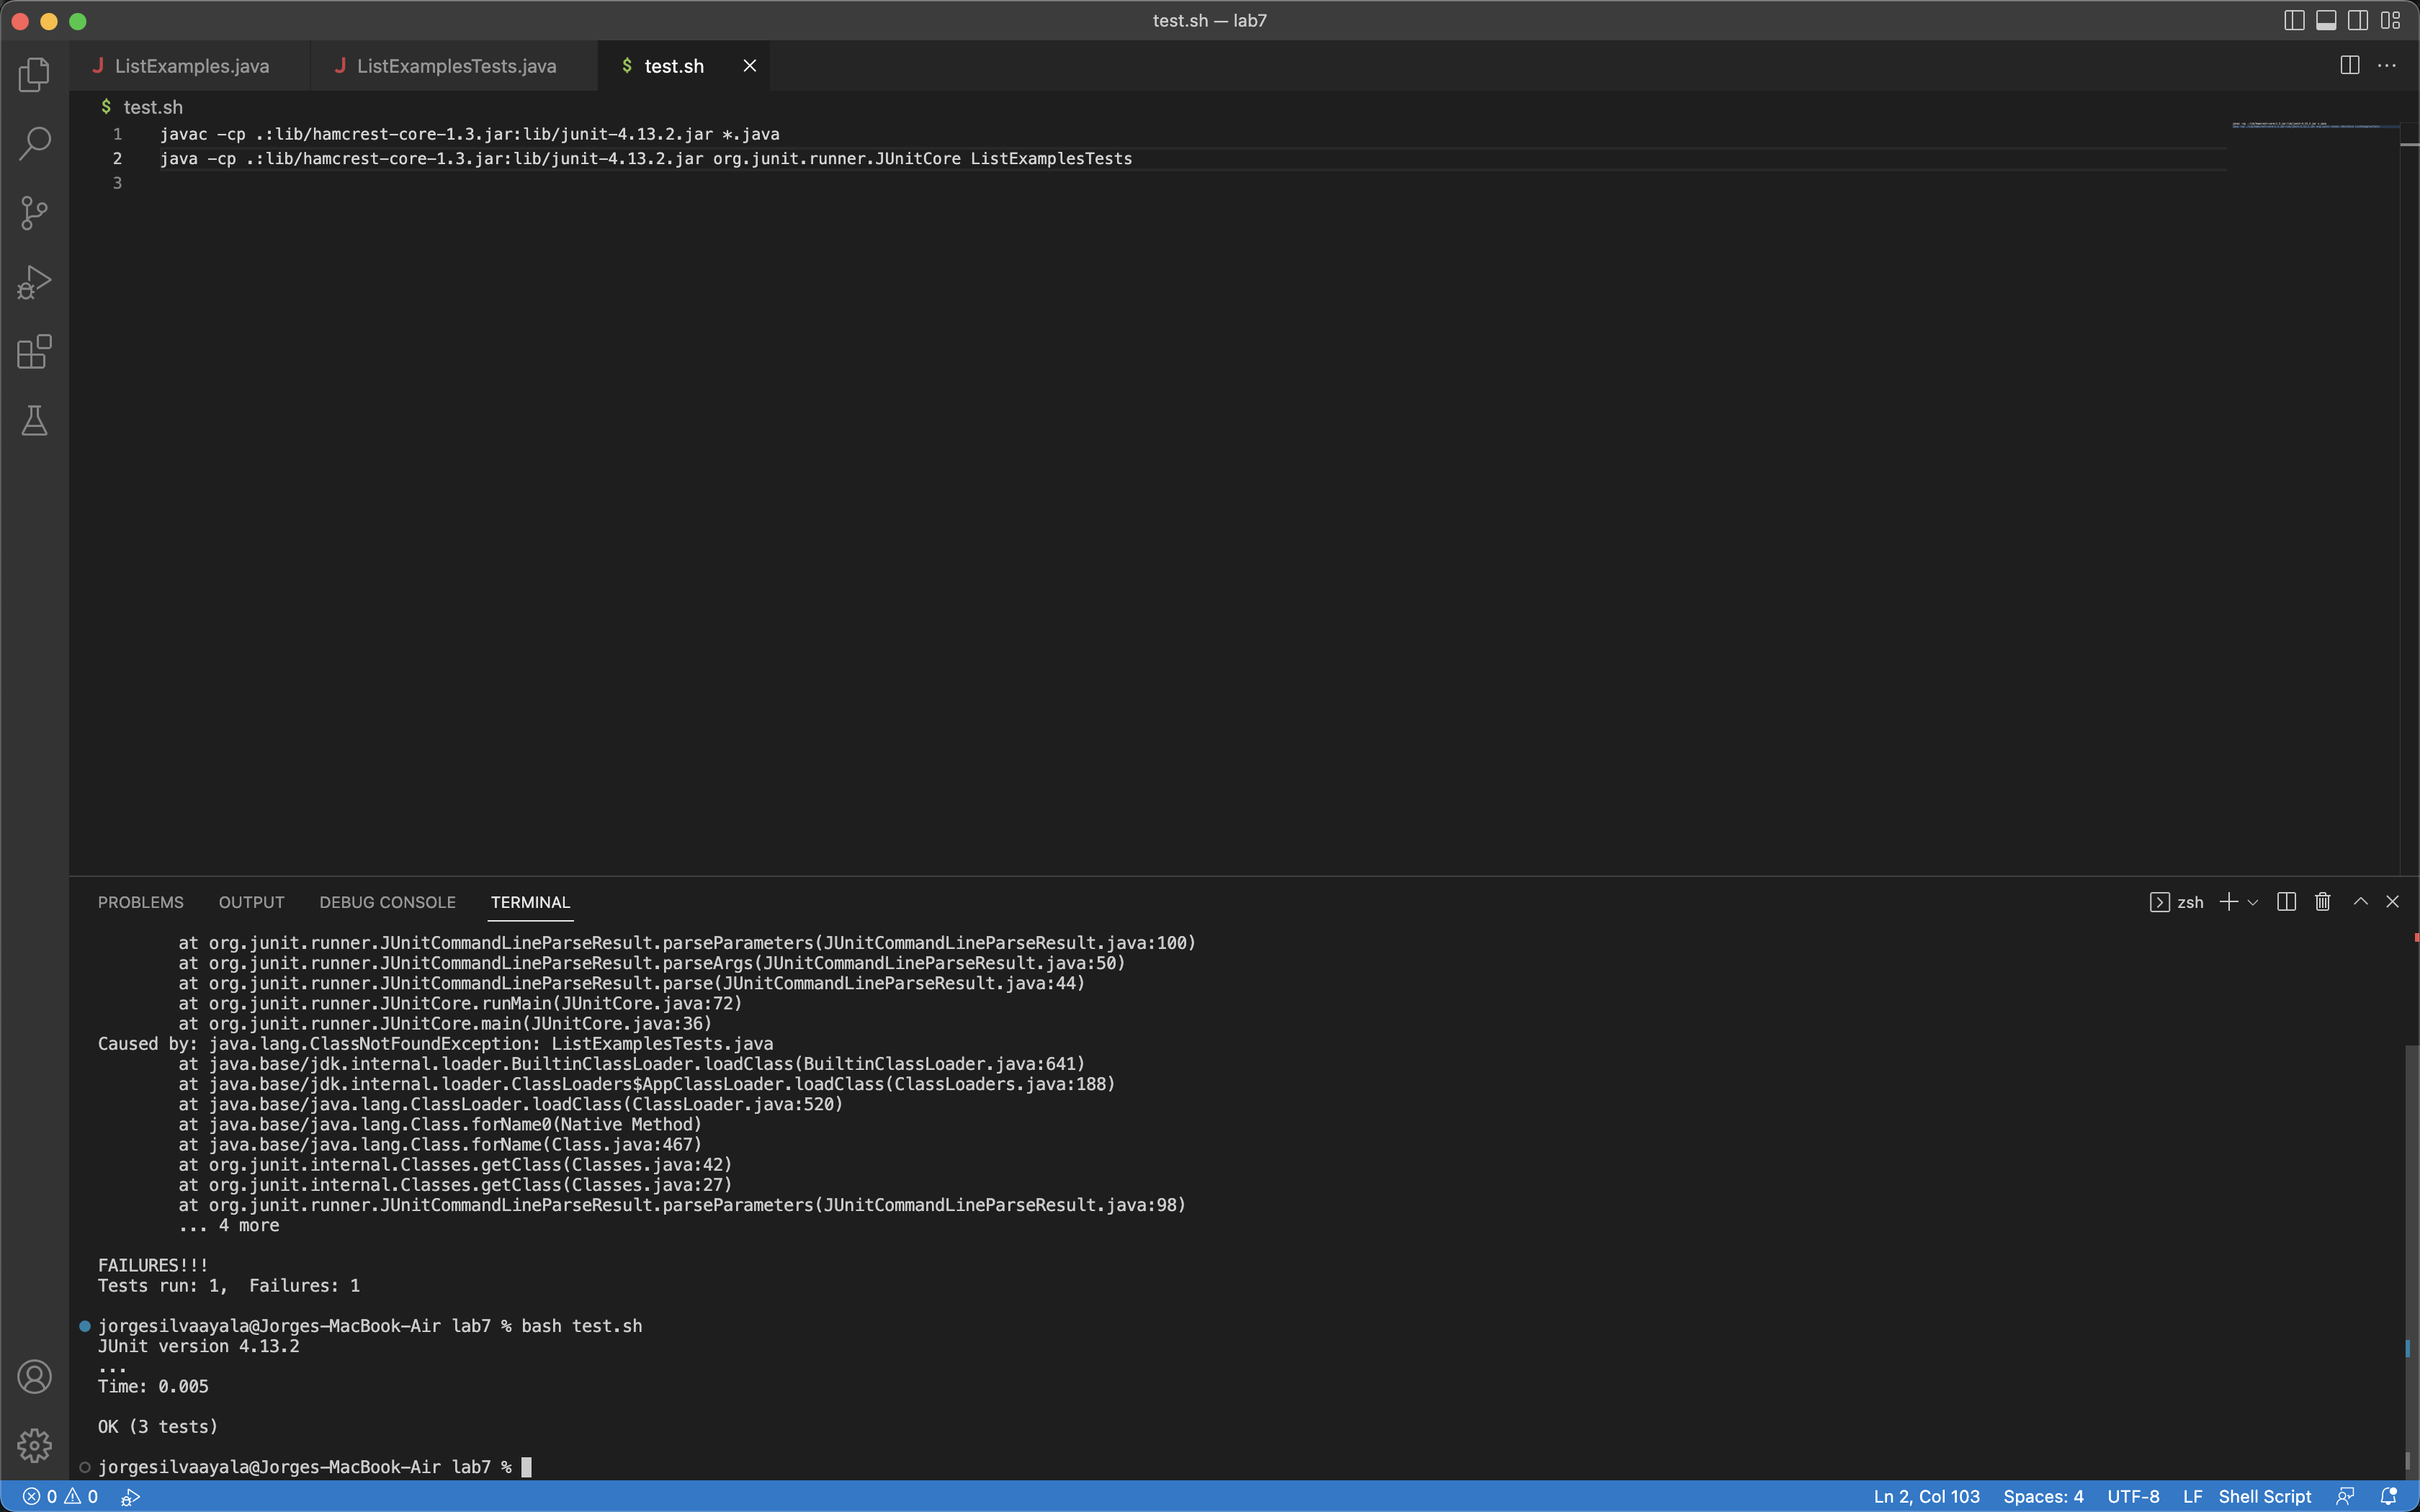 test.sh — lab7
J ListExamples.java
J ListExamplesTests.java
$ test.sh
$ test.sh
1 javac -cp .:lib/hamcrest-core-1.3.jar:lib/junit-4.13.2.jar *.java
2 java -cp .:lib/hamcrest-core-1.3.jar:lib/junit-4.13.2.jar org.junit.runner.JUnitCore ListExamplesTests
3
PROBLEMS OUTPUT DEBUG CONSOLE TERMINAL
zsh
at org.junit.runner.JUnitCommandLineParseResult.parseParameters(JUnitCommandLineParseResult.java:100)
at org.junit.runner.JUnitCommandLineParseResult.parseArgs(JUnitCommandLineParseResult.java:50)
at org.junit.runner.JUnitCommandLineParseResult.parse(JUnitCommandLineParseResult.java:44)
at org.junit.runner.JUnitCore.runMain(JUnitCore.java:72)
at org.junit.runner.JUnitCore.main(JUnitCore.java:36)
Caused by: java.lang.ClassNotFoundException: ListExamplesTests.java
at java.base/jdk.internal.loader.BuiltinClassLoader.loadClass(BuiltinClassLoader.java:641)
at java.base/jdk.internal.loader.ClassLoaders$AppClassLoader.loadClass(ClassLoaders.java:188)
at java.base/java.lang.ClassLoader.loadClass(ClassLoader.java:520)
at java.base/java.lang.Class.forName0(Native Method)
at java.base/java.lang.Class.forName(Class.java:467)
at org.junit.internal.Classes.getClass(Classes.java:42)
at org.junit.internal.Classes.getClass(Classes.java:27)
at org.junit.runner.JUnitCommandLineParseResult.parseParameters(JUnitCommandLineParseResult.java:98)
... 4 more
FAILURES!!!
Tests run: 1,  Failures: 1
jorgesilvaayala@Jorges-MacBook-Air lab7 % bash test.sh
JUnit version 4.13.2
...
Time: 0.005
OK (3 tests)
jorgesilvaayala@Jorges-MacBook-Air lab7 %
0 0 Ln 2, Col 103 Spaces: 4 UTF-8 LF Shell Script